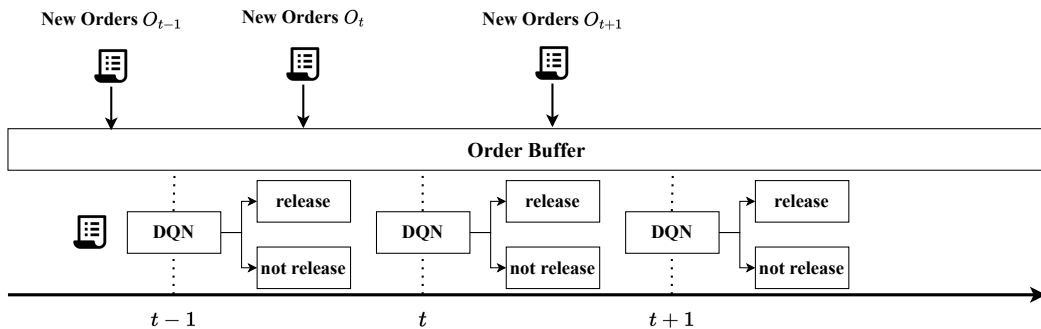 New Orders $O_{t-1}$
New Orders $O_t$
New Orders $O_{t+1}$
Order Buffer
release
release
release
DQN
DQN
DQN
not release
not release
not release
$t-1$
$t$
$t+1$